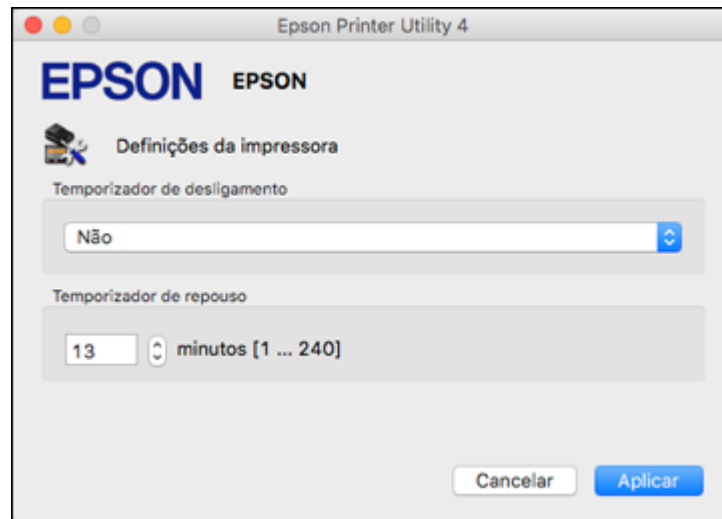 Epson Printer Utility 4
EPSON EPSON
Definições da impressora
Temporizador de desligamento
Não
Temporizador de repouso
13 minutos [1 ... 240]
Cancelar Aplicar